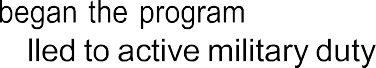 began the program
lled to active military duty